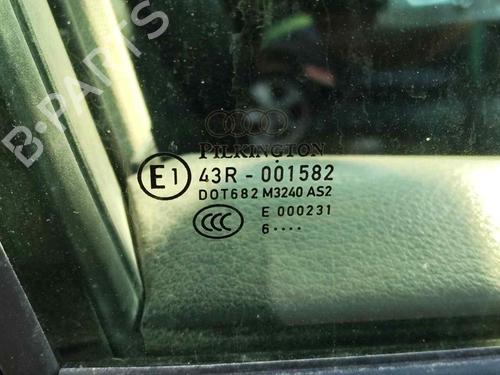 B-PARTS
PILKINGTON
E1 43R - 001582
DOT682 M3240 AS2
CCC E 000231
6····